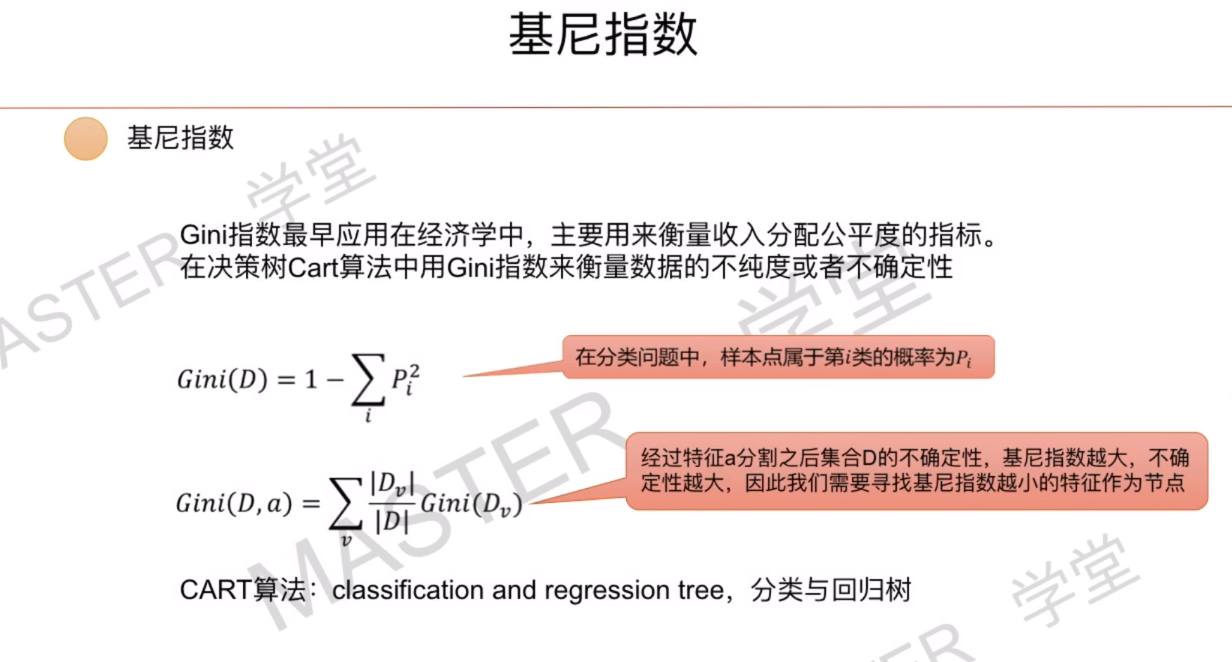 基尼指数
基尼指数
Gini指数最早应用在经济学中，主要用来衡量收入分配公平度的指标。
在决策树Cart算法中用Gini指数来衡量数据的不纯度或者不确定性
Gini(D) = 1 − ∑_i P_i^2
在分类问题中，样本点属于第i类的概率为P_i
Gini(D, a) = ∑_v |D_v|/|D| Gini(D_v)
经过特征a分割之后集合D的不确定性，基尼指数越大，不确
定性越大，因此我们需要寻找基尼指数越小的特征作为节点
CART算法：classification and regression tree，分类与回归树
MASTER 学堂
MASTER 学堂
学堂